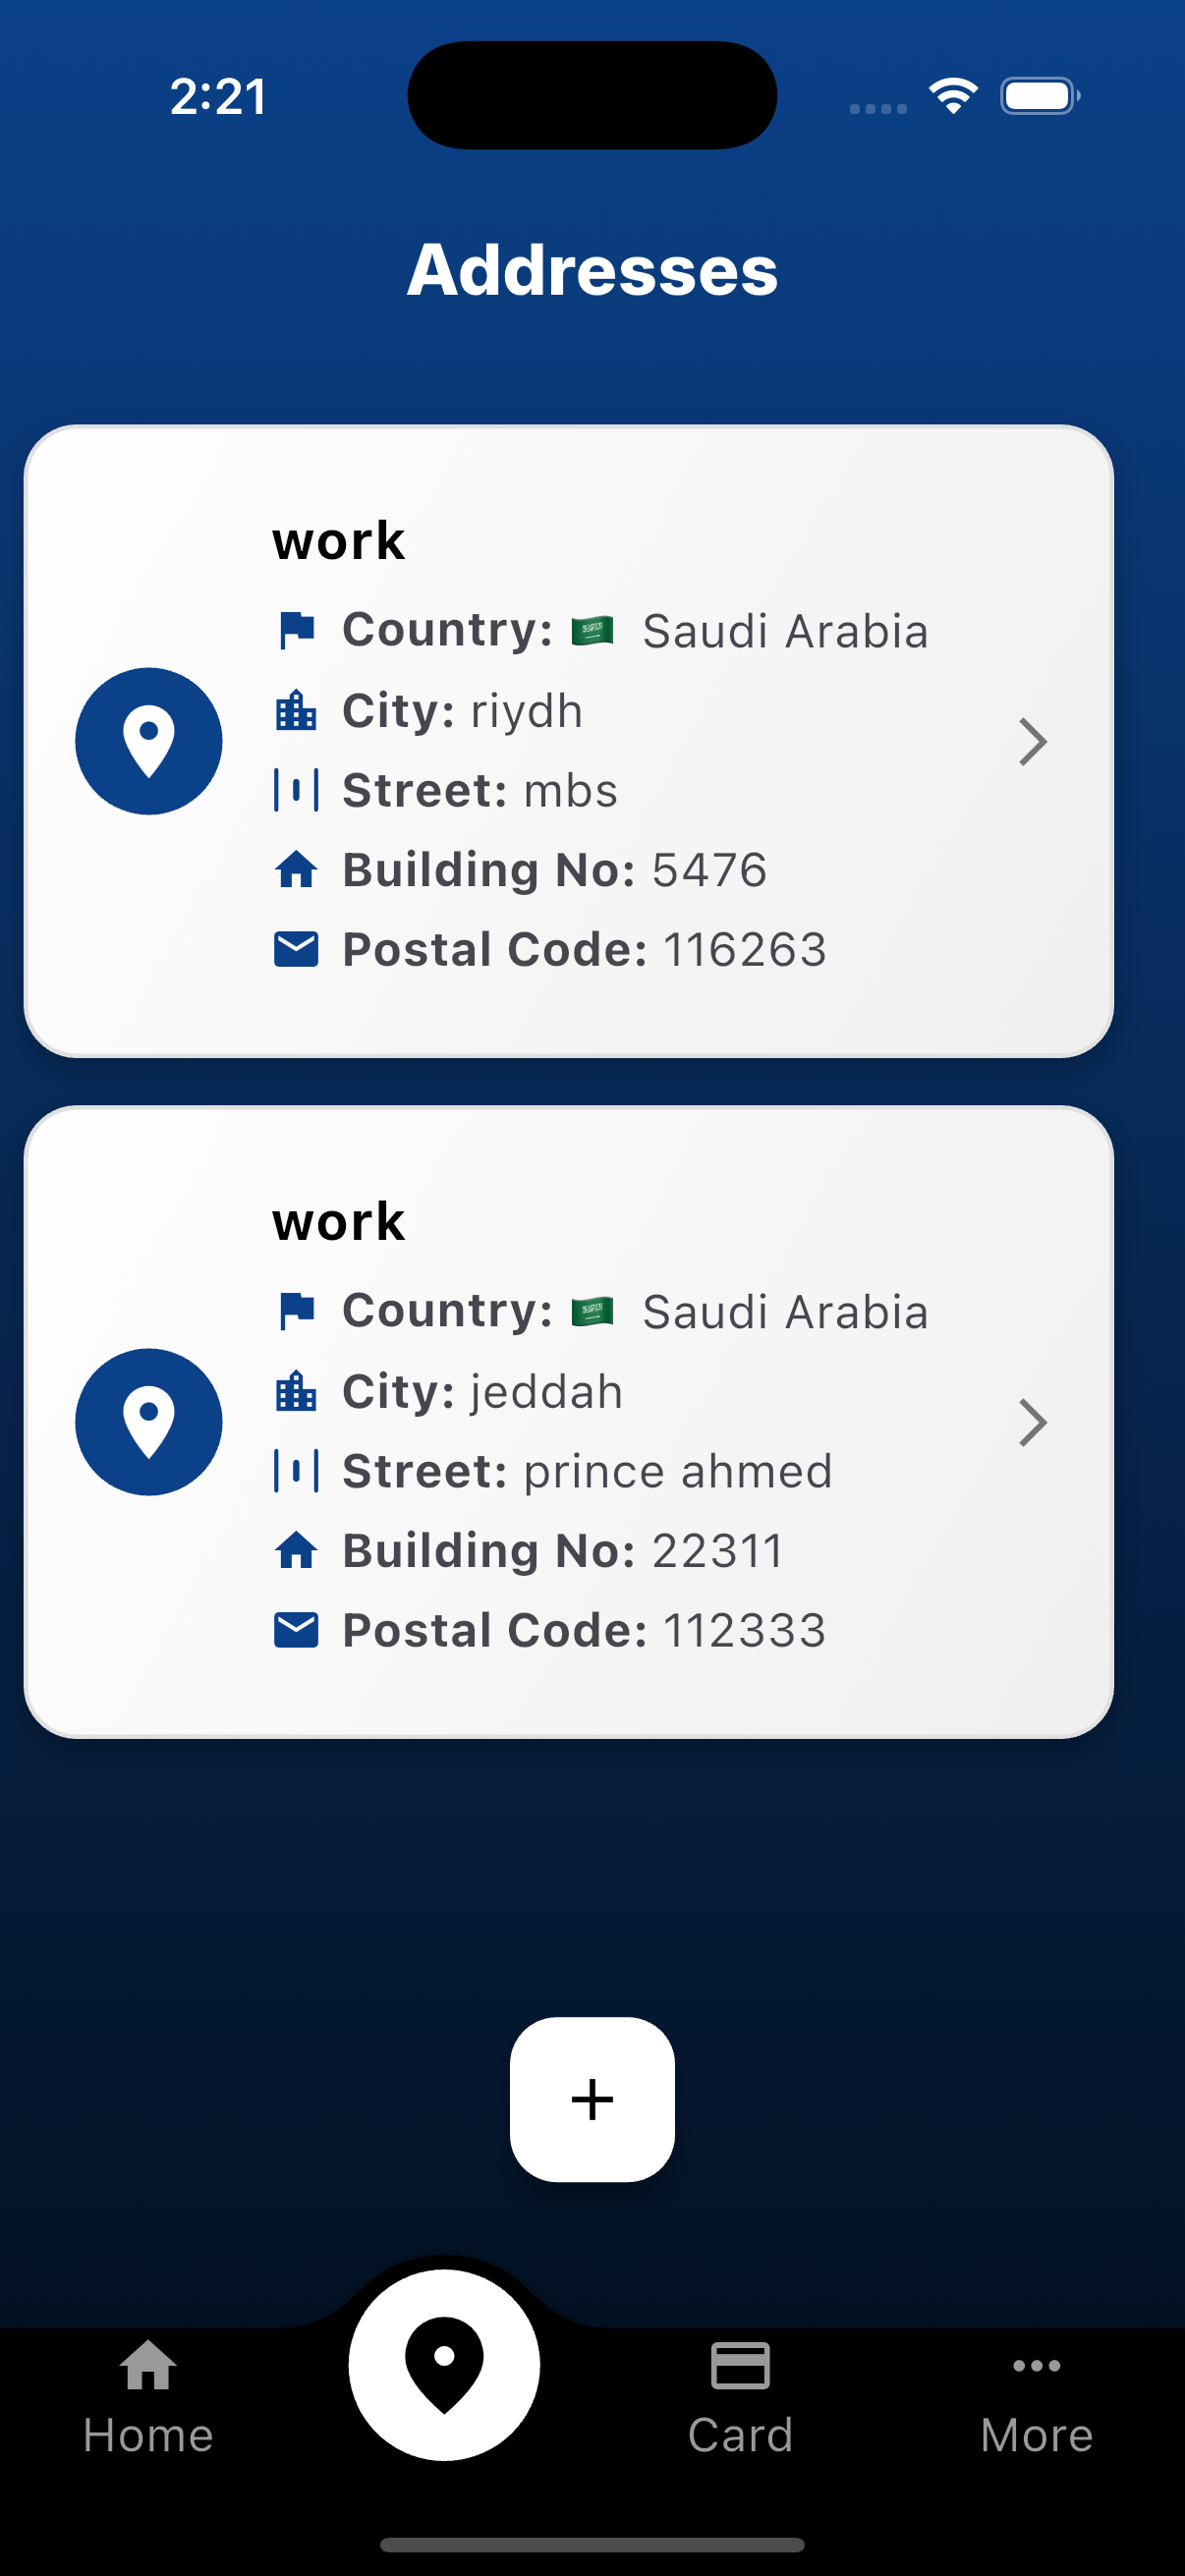 2:21
Addresses
work
Country: 🇸🇦 Saudi Arabia
City: riydh
Street: mbs
Building No: 5476
Postal Code: 116263
work
Country: 🇸🇦 Saudi Arabia
City: jeddah
Street: prince ahmed
Building No: 22311
Postal Code: 112333
Home
Card
More